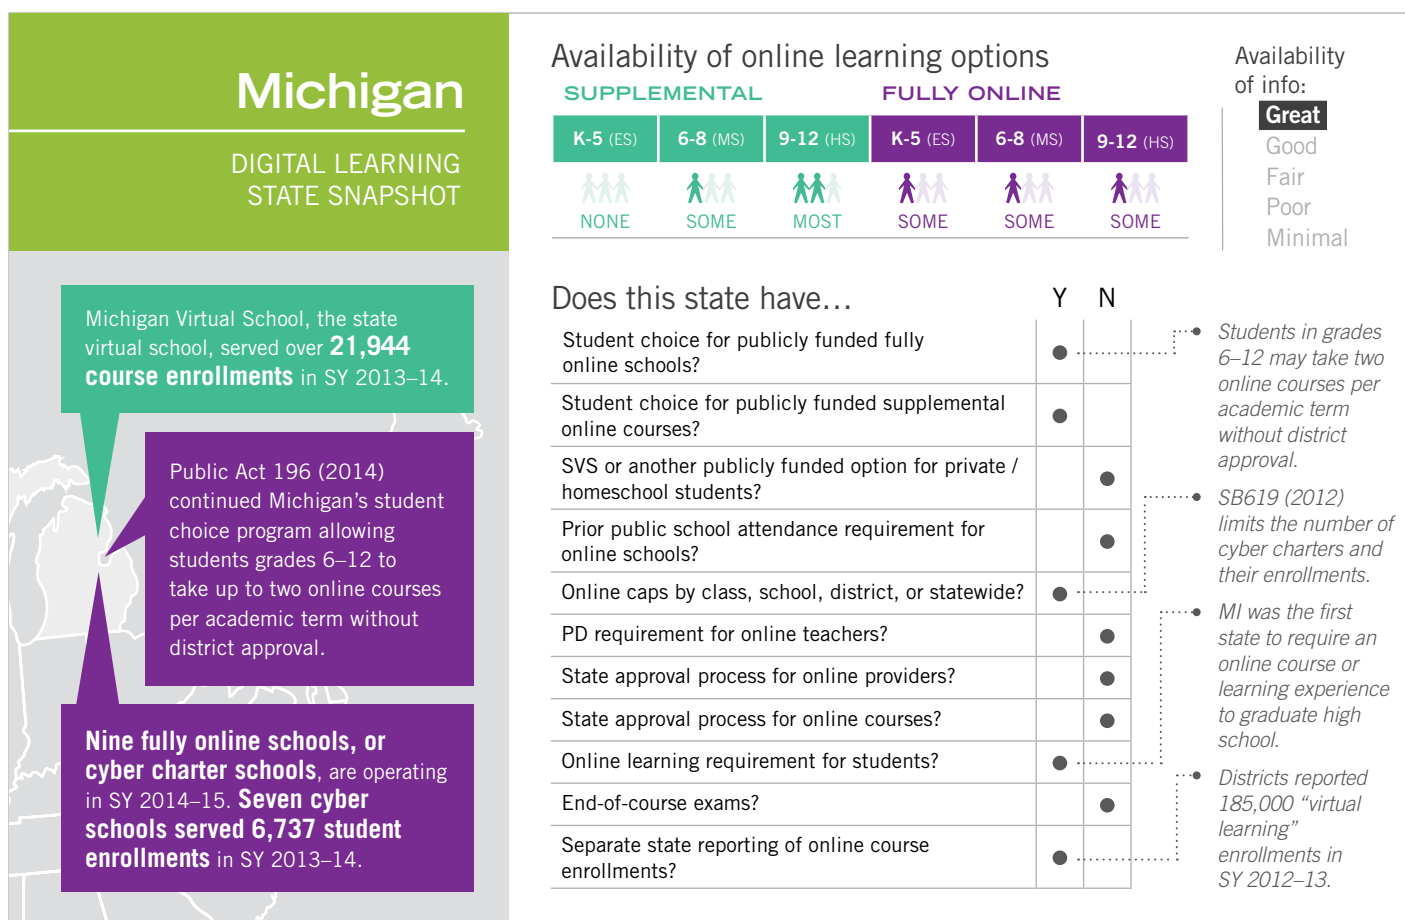 Michigan
DIGITAL LEARNING
STATE SNAPSHOT
Michigan Virtual School, the state
virtual school, served over 21,944
course enrollments in SY 2013–14.
Public Act 196 (2014)
continued Michigan's student
choice program allowing
students grades 6–12 to
take up to two online courses
per academic term without
district approval.
Nine fully online schools, or
cyber charter schools, are operating
in SY 2014–15. Seven cyber
schools served 6,737 student
enrollments in SY 2013–14.
Availability of online learning options
SUPPLEMENTAL FULLY ONLINE
K-5 (ES) 6-8 (MS) 9-12 (HS) K-5 (ES) 6-8 (MS) 9-12 (HS)
NONE SOME MOST SOME SOME SOME
Availability
of info:
Great
Good
Fair
Poor
Minimal
Does this state have... Y N
Student choice for publicly funded fully
online schools?
Student choice for publicly funded supplemental
online courses?
SVS or another publicly funded option for private /
homeschool students?
Prior public school attendance requirement for
online schools?
Online caps by class, school, district, or statewide?
PD requirement for online teachers?
State approval process for online providers?
State approval process for online courses?
Online learning requirement for students?
End-of-course exams?
Separate state reporting of online course
enrollments?
Students in grades
6–12 may take two
online courses per
academic term
without district
approval.
SB619 (2012)
limits the number of
cyber charters and
their enrollments.
MI was the first
state to require an
online course or
learning experience
to graduate high
school.
Districts reported
185,000 "virtual
learning"
enrollments in
SY 2012–13.